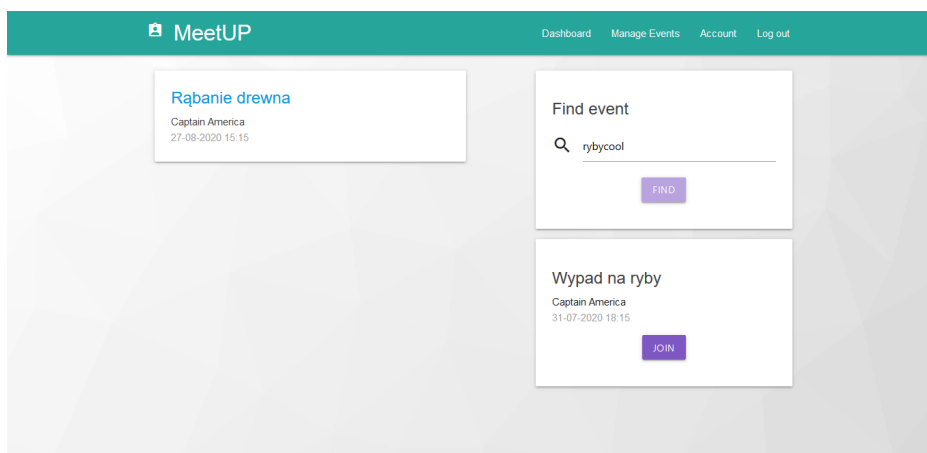 MeetUP
Dashboard Manage Events Account Log out
Rąbanie drewna
Captain America
27-08-2020 15:15
Find event
rybycool
FIND
Wypad na ryby
Captain America
31-07-2020 18:15
JOIN